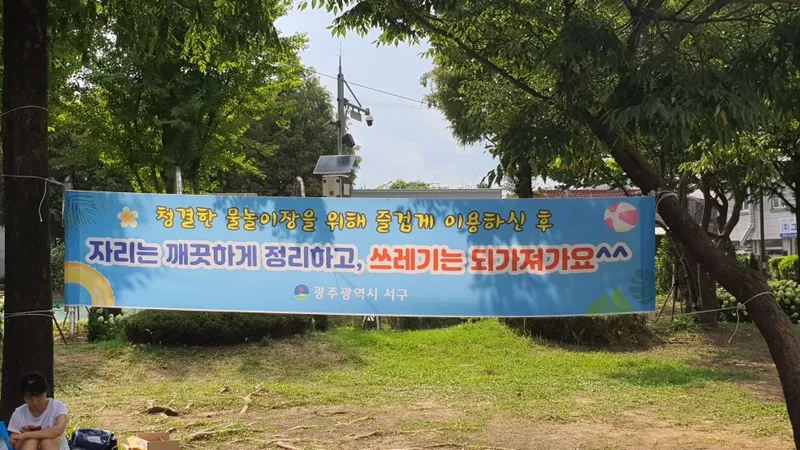 청결한 물놀이장을 위해 즐겁게 이용하신 후
자리는 깨끗하게 정리하고, 쓰레기는 되가져가요^^
광주광역시 서구